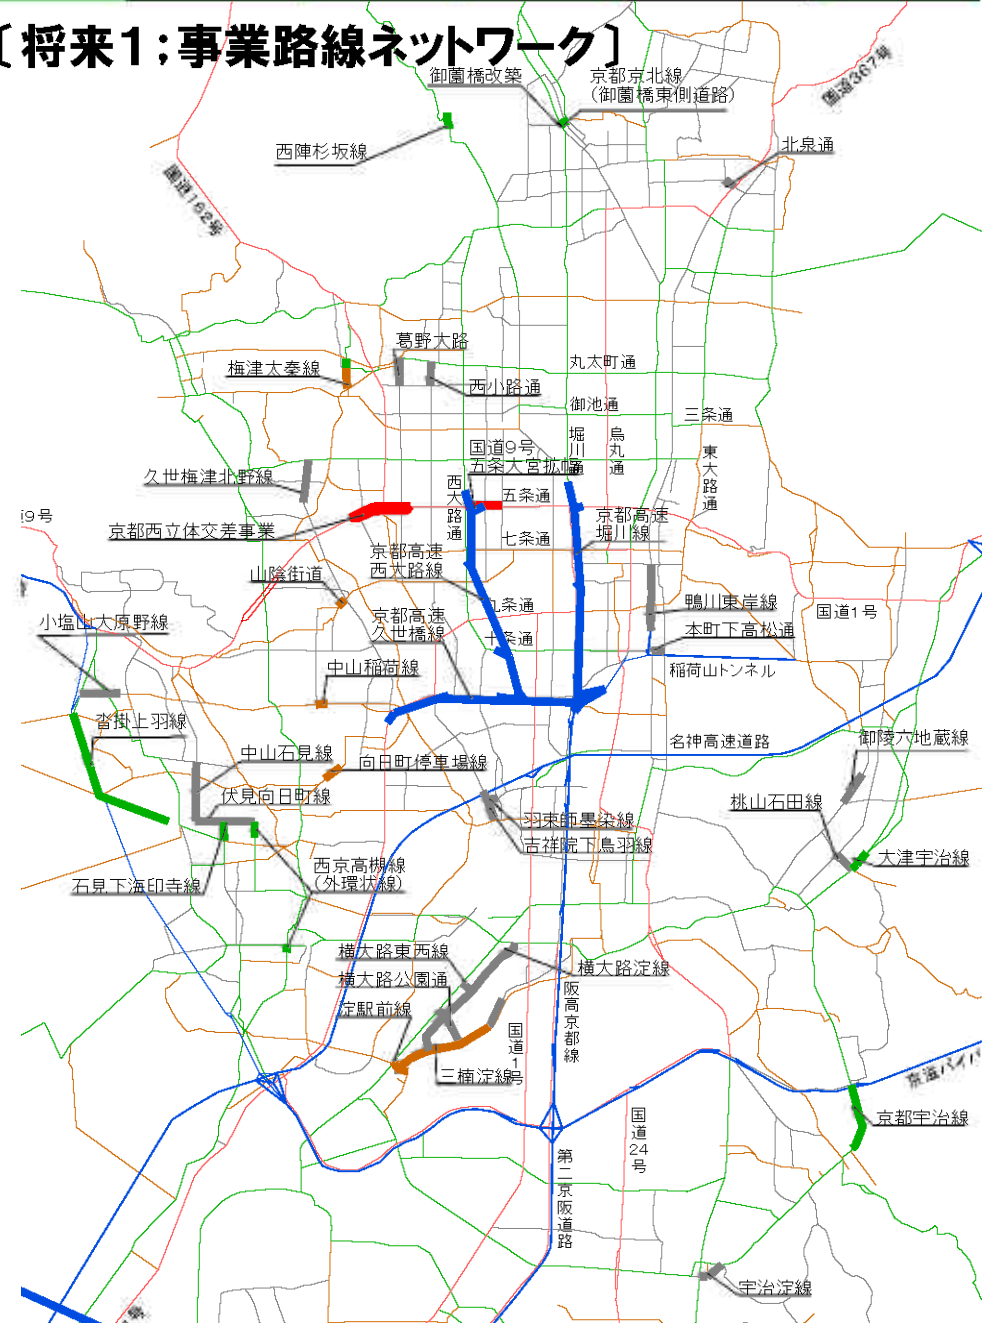 〔将来1；事業路線ネットワーク〕
御薗橋改築
京都京北線
（御薗橋東側道路）
国道367号
西陣杉坂線
北泉通
国道162号
葛野大路
梅津太秦線
丸太町通
西小路通
御池通
三条通
堀川通
烏丸通
東大路通
国道9号
五条大宮拡幅
久世梅津北野線
西大路通
五条通
京都西立体交差事業
七条通
京都高速
堀川線
京都高速
西大路線
山陰街道
九条通
鴨川東岸線
国道1号
小塩山大原野線
京都高速
久世橋線
十条通
本町下高松通
中山稲荷線
稲荷山トンネル
沓掛上羽線
名神高速道路
御陵六地蔵線
中山石見線
向日町停車場線
伏見向日町線
桃山石田線
羽束師墨染線
吉祥院下鳥羽線
大津宇治線
西京高槻線
（外環状線）
石見下海印寺線
横大路東西線
横大路淀線
横大路公園通
阪高京都線
淀駅前線
国道1号
三楠淀線
京滋バイパ
京都宇治線
国道24号
第二京阪道路
宇治淀線